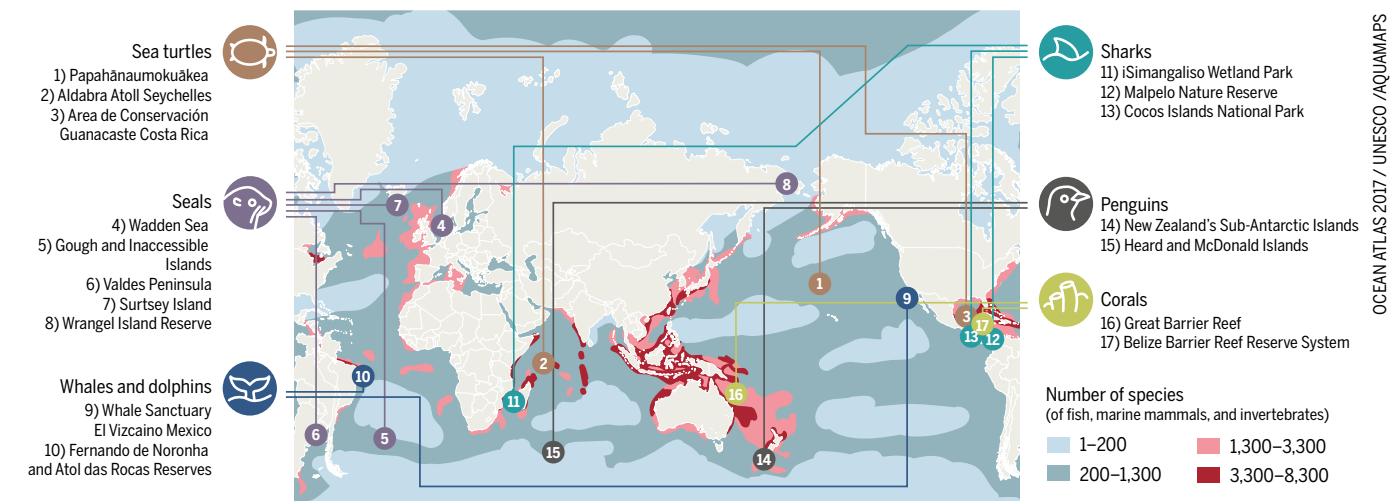 Sea turtles
1) Papahānaumokuākea
2) Aldabra Atoll Seychelles
3) Area de Conservación
Guanacaste Costa Rica
Seals
4) Wadden Sea
5) Gough and Inaccessible
Islands
6) Valdes Peninsula
7) Surtsey Island
8) Wrangel Island Reserve
Whales and dolphins
9) Whale Sanctuary
El Vizcaino Mexico
10) Fernando de Noronha
and Atol das Rocas Reserves
8
7
4
1
9
3
17
13
12
2
10
16
11
6
5
15
14
Sharks
11) iSimangaliso Wetland Park
12) Malpelo Nature Reserve
13) Cocos Islands National Park
Penguins
14) New Zealand's Sub-Antarctic Islands
15) Heard and McDonald Islands
Corals
16) Great Barrier Reef
17) Belize Barrier Reef Reserve System
Number of species
(of fish, marine mammals, and invertebrates)
1–200
1,300–3,300
200–1,300
3,300–8,300
OCEAN ATLAS 2017 / UNESCO /AQUAMAPS